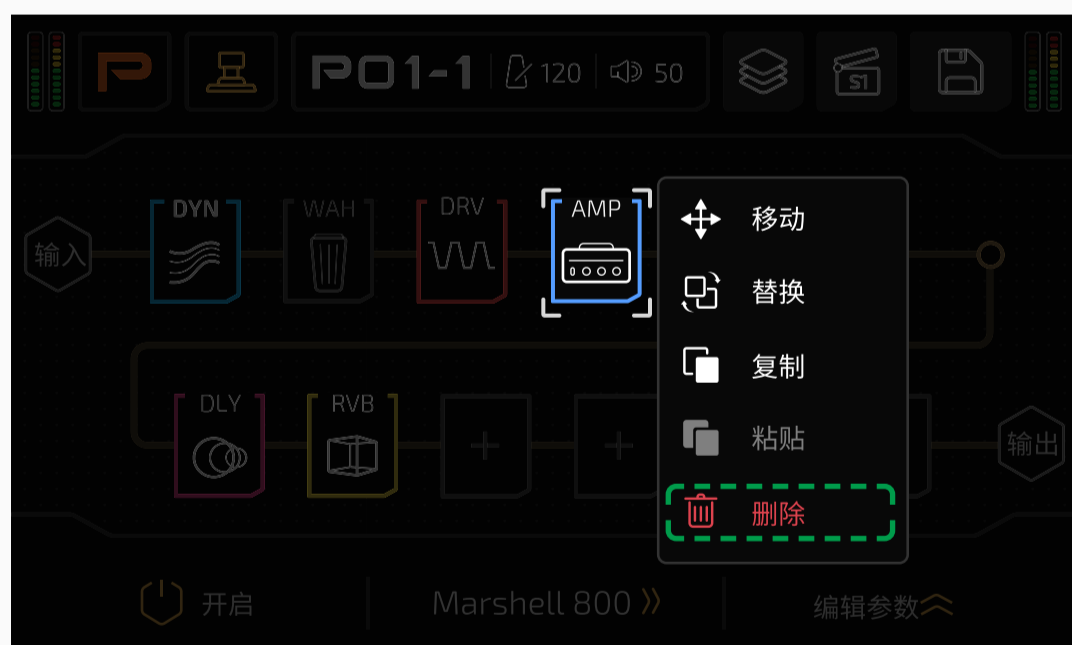 P01-1 120 50
S1
输入
DYN WAH DRV AMP
移动
替换
复制
粘贴
删除
DLY RVB
输出
开启 Marshell 800 编辑参数